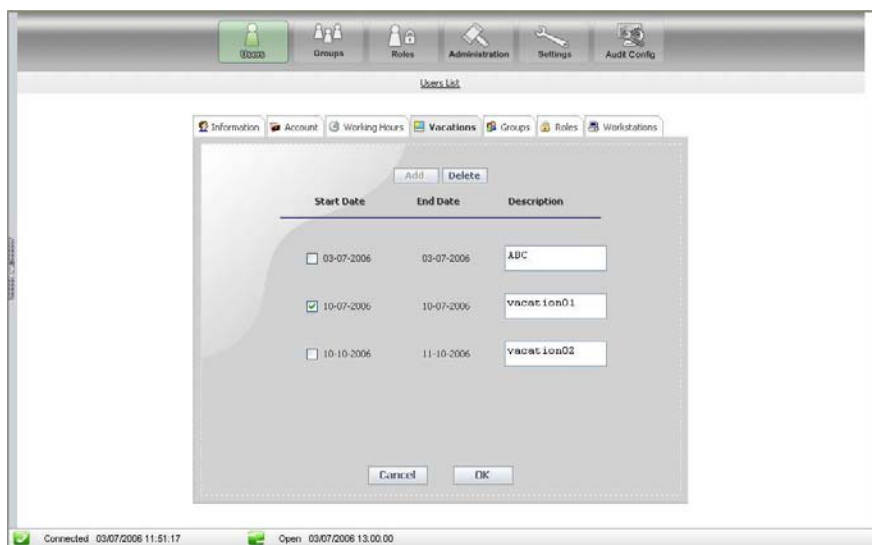 Users Groups Roles Administration Settings Audit Config
Users List
Information Account Working Hours Vacations Groups Roles Workstations
Add Delete
Start Date End Date Description
03-07-2006 03-07-2006 ABC
10-07-2006 10-07-2006 vacation01
10-10-2006 11-10-2006 vacation02
Cancel OK
Connected 03/07/2006 11:51:17 Open 03/07/2006 13.00.00